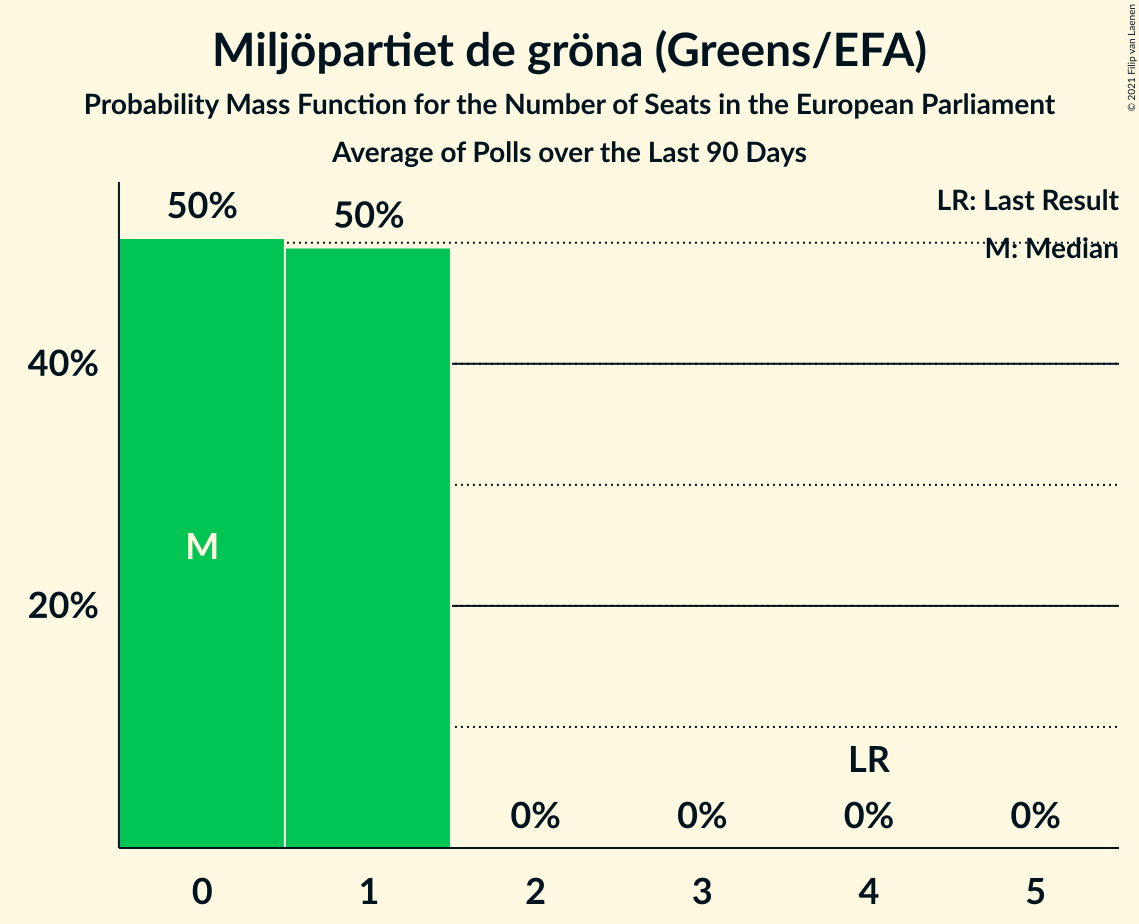 Miljöpartiet de gröna (Greens/EFA)
Probability Mass Function for the Number of Seats in the European Parliament
Average of Polls over the Last 90 Days
© 2021 Filip van Laenen
LR: Last Result
M: Median
50%
50%
40%
20%
M
LR
0%
0%
0%
0%
0
1
2
3
4
5